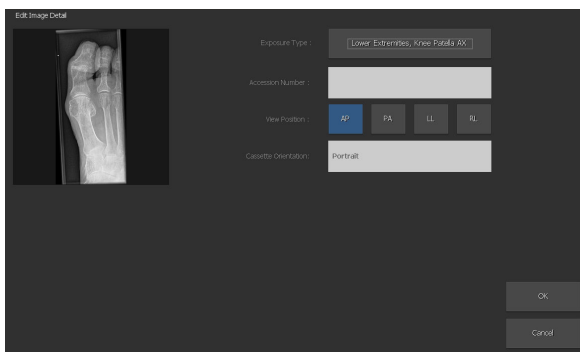 Edit Image Detail
Exposure Type :
Lower Extremities, Knee Patella AX
Accession Number :
View Position :
AP
PA
LL
RL
Cassette Orientation:
Portrait
OK
Cancel